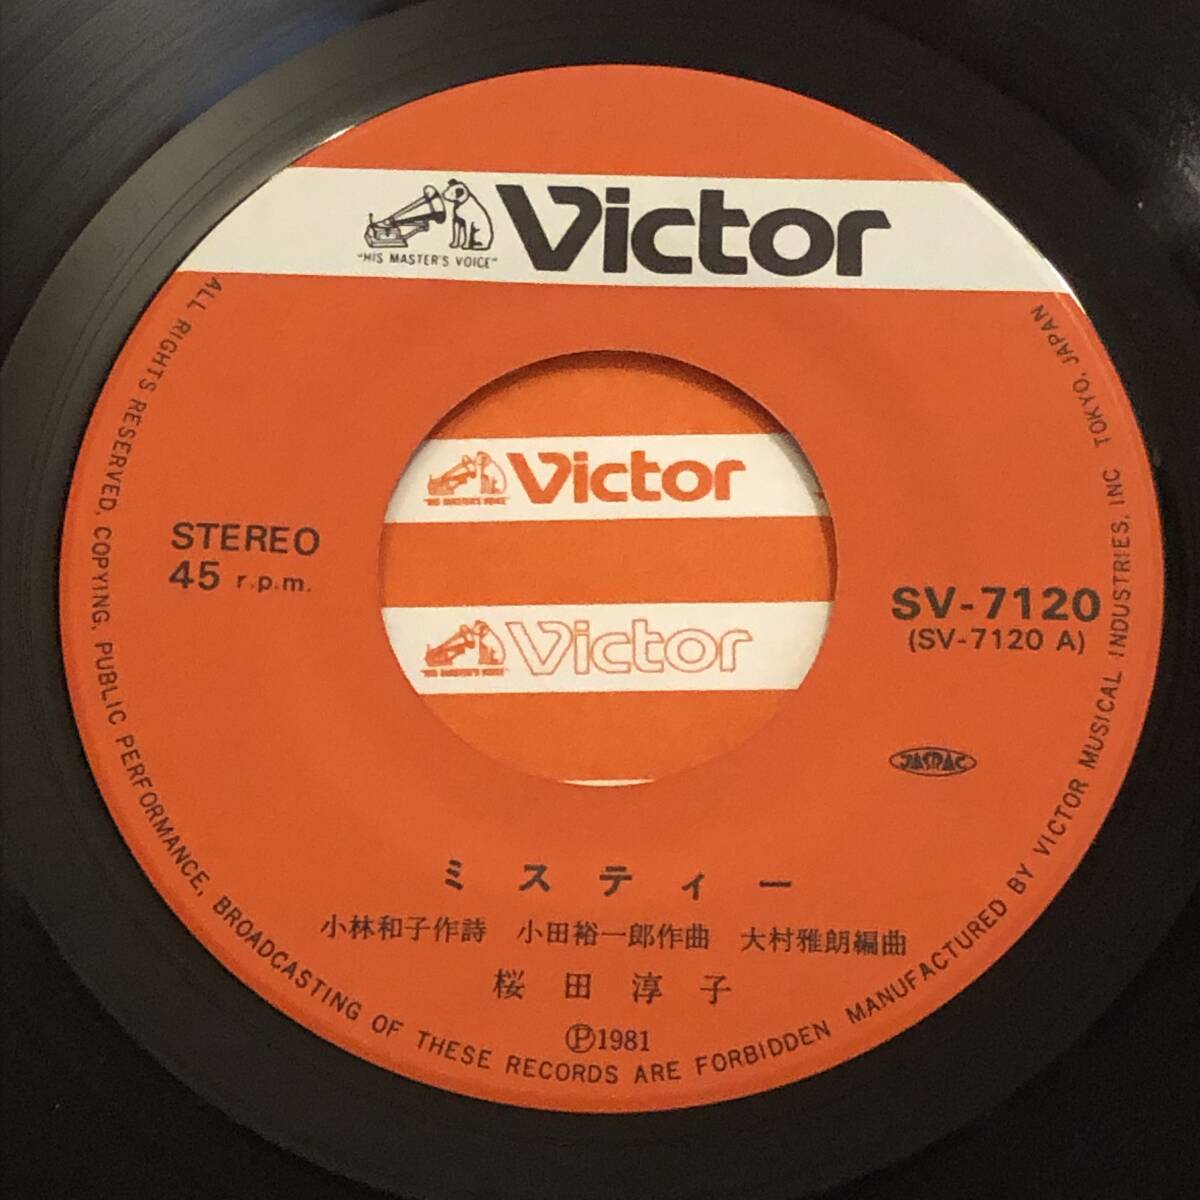 Victor
"HIS MASTER'S VOICE"
Victor
"HIS MASTER'S VOICE"
STEREO
45 r.p.m.
SV-7120
(SV-7120 A)
Victor
"HIS MASTER'S VOICE"
JASRAC
ミスティー
小林和子作詩 小田裕一郎作曲 大村雅朗編曲
桜田淳子
Ⓟ1981
ALL RIGHTS RESERVED. COPYING, PUBLIC PERFORMANCE, BROADCASTING OF THESE RECORDS ARE FORBIDDEN MANUFACTURED BY VICTOR MUSICAL INDUSTRIES, INC TOKYO, JAPAN